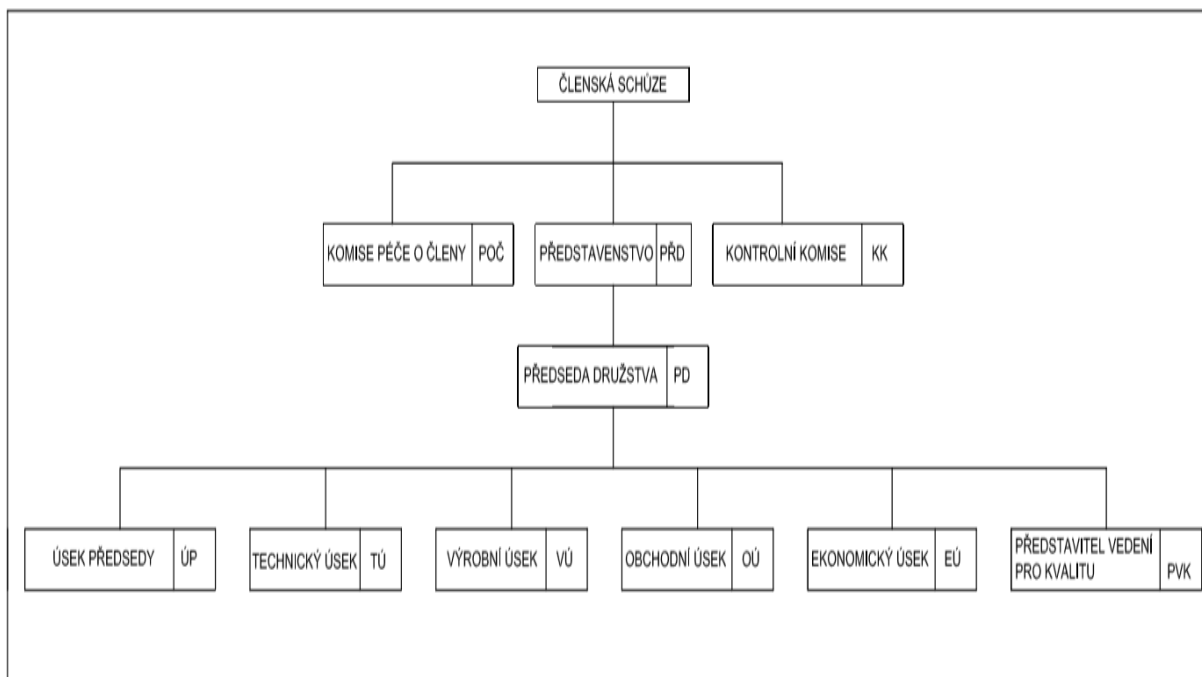 ČLENSKÁ SCHŮZE
KOMISE PÉČE O ČLENY POČ
PŘEDSTAVENSTVO PŘD
KONTROLNÍ KOMISE KK
PŘEDSEDA DRUŽSTVA PD
ÚSEK PŘEDSEDY ÚP
TECHNICKÝ ÚSEK TÚ
VÝROBNÍ ÚSEK VÚ
OBCHODNÍ ÚSEK OÚ
EKONOMICKÝ ÚSEK EÚ
PŘEDSTAVITEL VEDENÍ
PRO KVALITU PVK